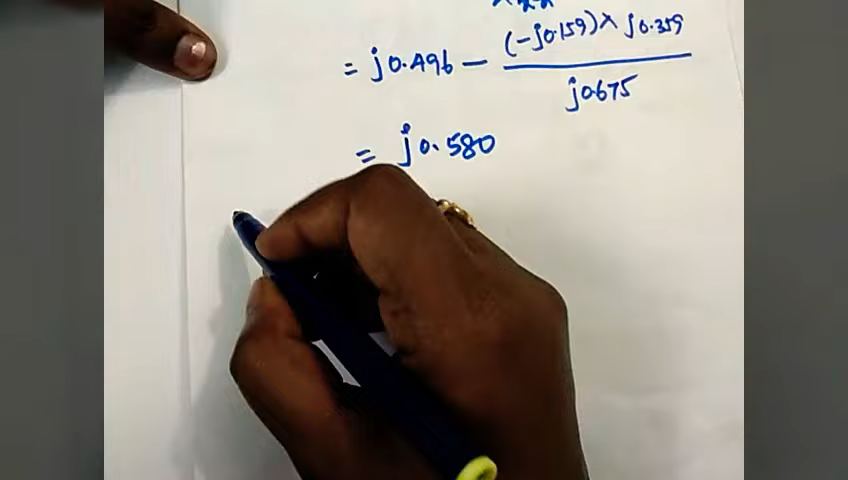 = j0.496 - (-j0.159) × j0.359
j0.675
= j0.580